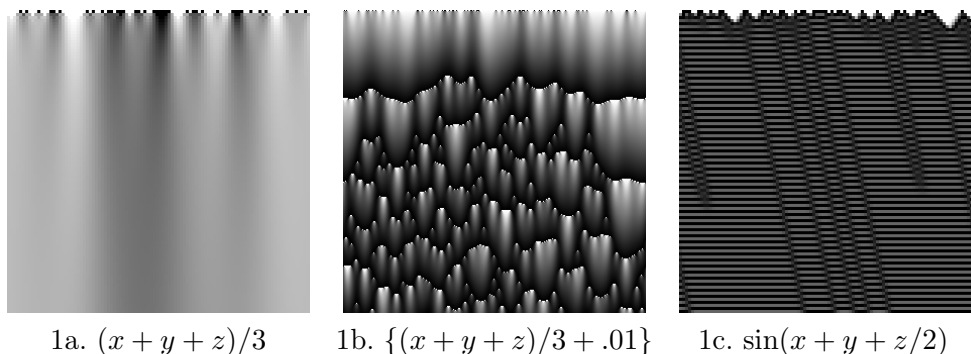 1a. (x + y + z)/3
1b. {(x + y + z)/3 + .01}
1c. sin(x + y + z/2)